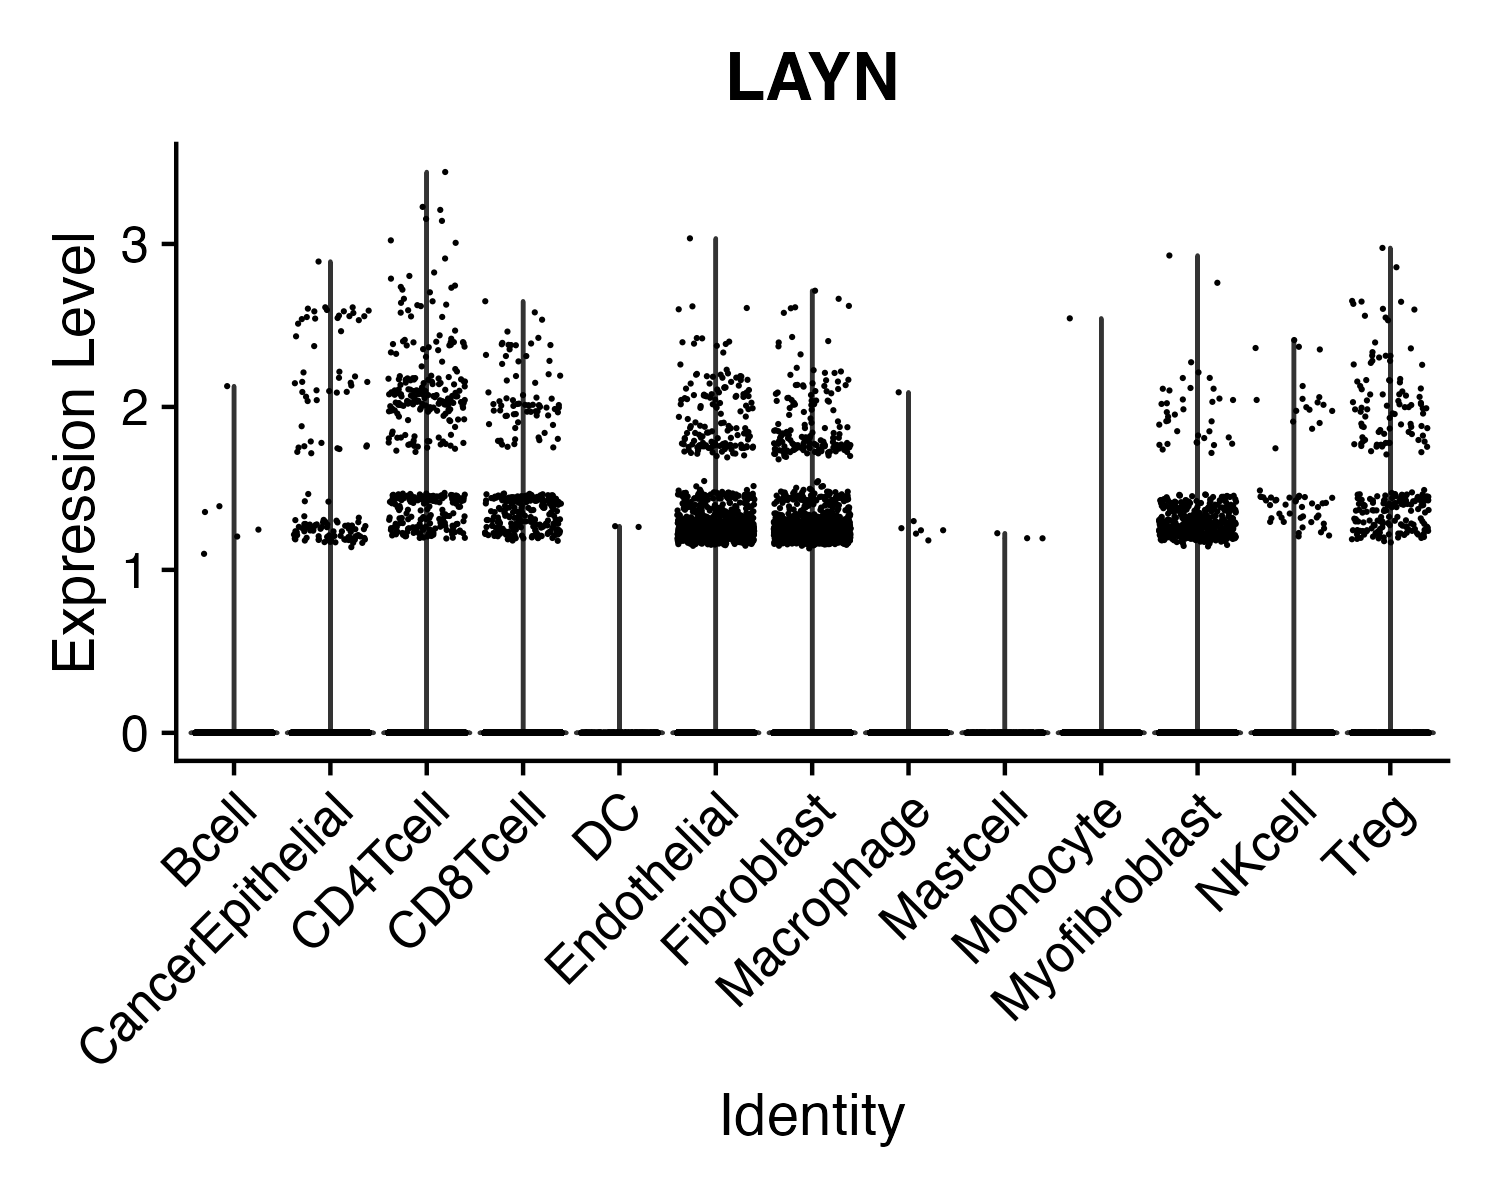 LAYN
Expression Level
3
2
1
0
Bcell
CancerEpithelial
CD4Tcell
CD8Tcell
DC
Endothelial
Fibroblast
Macrophage
Mastcell
Monocyte
Myofibroblast
NKcell
Treg
Identity